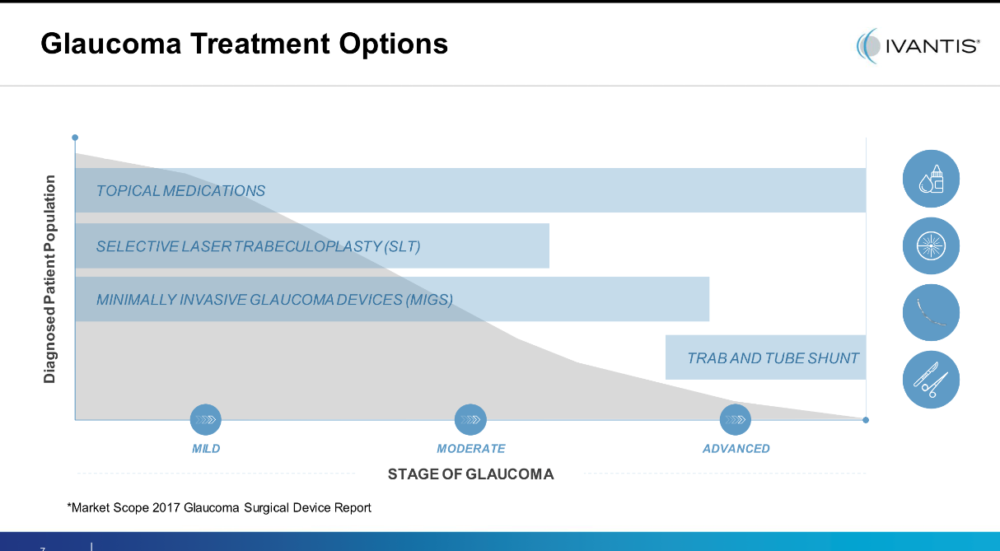 Glaucoma Treatment Options
IVANTIS®
Diagnosed Patient Population
TOPICAL MEDICATIONS
SELECTIVE LASER TRABECULOPLASTY (SLT)
MINIMALLY INVASIVE GLAUCOMA DEVICES (MIGS)
TRAB AND TUBE SHUNT
MILD
MODERATE
ADVANCED
STAGE OF GLAUCOMA
*Market Scope 2017 Glaucoma Surgical Device Report
7